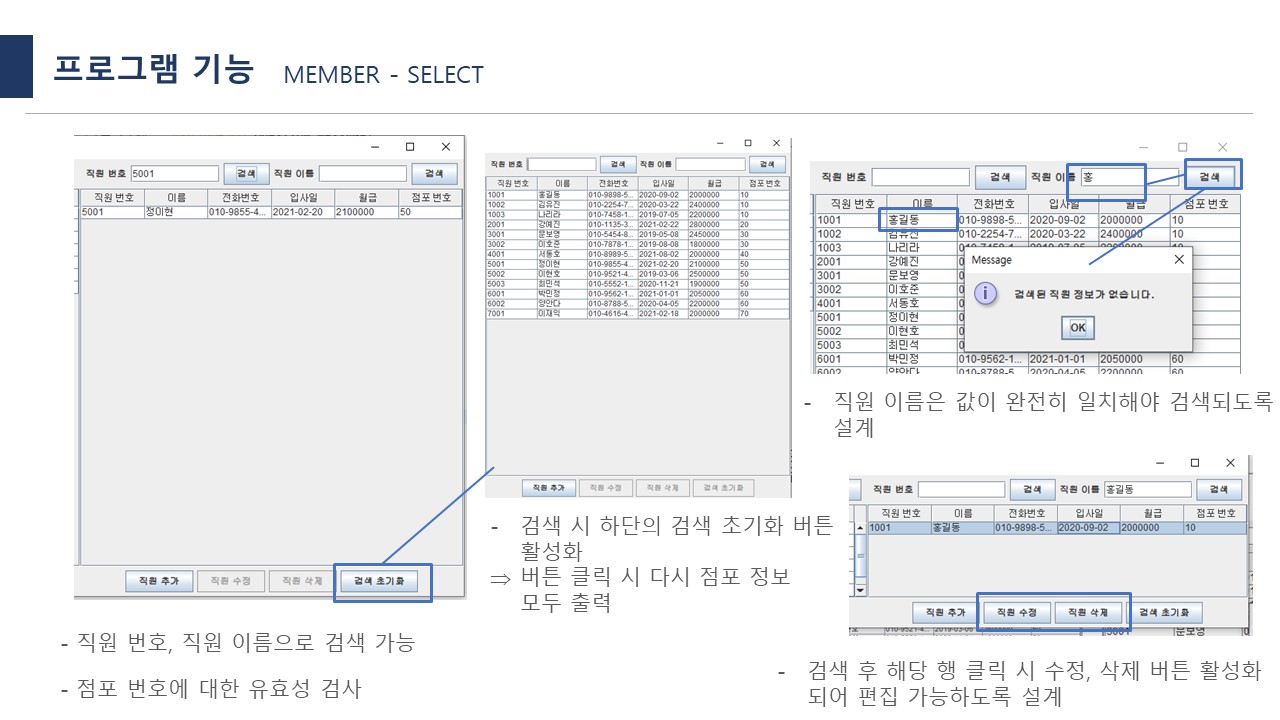 프로그램 기능 MEMBER - SELECT
직원 번호 5001 검색 직원 이름 검색
직원 번호 이름 전화번호 입사일 월급 점포 번호
5001 정이현 010-9855-4... 2021-02-20 2100000 50
직원 추가 직원 수정 직원 삭제 검색 초기화
- 직원 번호, 직원 이름으로 검색 가능
- 점포 번호에 대한 유효성 검사
직원 번호 검색 직원 이름 검색
직원 번호 이름 전화번호 입사일 월급 점포 번호
1001 홍길동 010-9898-5... 2020-09-02 2000000 10
1002 김유진 010-2254-7... 2020-03-22 2400000 10
1003 나리라 010-7458-1... 2019-07-05 2200000 10
2001 강예진 010-1135-3... 2021-02-22 2800000 20
3001 문보영 010-5454-8... 2019-05-08 2450000 30
3002 이호준 010-7878-1... 2019-08-08 1800000 30
4001 서동호 010-8989-5... 2021-08-02 2000000 40
5001 정이현 010-9855-4... 2021-02-20 2100000 50
5002 이현호 010-9521-4... 2019-03-06 2500000 50
5003 최민석 010-5552-1... 2020-11-21 1900000 50
6001 박민정 010-9562-1... 2021-01-01 2050000 60
6002 양안다 010-8788-5... 2020-04-05 2200000 60
7001 이재익 010-4616-4... 2021-02-18 2000000 70
직원 추가 직원 수정 직원 삭제 검색 초기화
- 검색 시 하단의 검색 초기화 버튼
활성화
⇒ 버튼 클릭 시 다시 점포 정보
모두 출력
직원 번호 검색 직원 이름 홍 검색
직원 번호 이름 전화번호 입사일 월급 점포 번호
1001 홍길동 010-9898-5... 2020-09-02 2000000 10
1002 김유진 010-2254-7... 2020-03-22 2400000 10
1003 나리라 010-7458-1... 2019-07-05 2200000 10
2001 강예진
3001 문보영
3002 이호준
4001 서동호
5001 정이현
5002 이현호
5003 최민석
6001 박민정 010-9562-1... 2021-01-01 2050000 60
6002 양안다 010-8788-5... 2020-04-05 2200000 60
Message
검색된 직원 정보가 없습니다.
OK
- 직원 이름은 값이 완전히 일치해야 검색되도록
설계
직원 번호 검색 직원 이름 홍길동 검색
직원 번호 이름 전화번호 입사일 월급 점포 번호
1001 홍길동 010-9898-5... 2020-09-02 2000000 10
직원 추가 직원 수정 직원 삭제 검색 초기화
- 검색 후 해당 행 클릭 시 수정, 삭제 버튼 활성화
되어 편집 가능하도록 설계